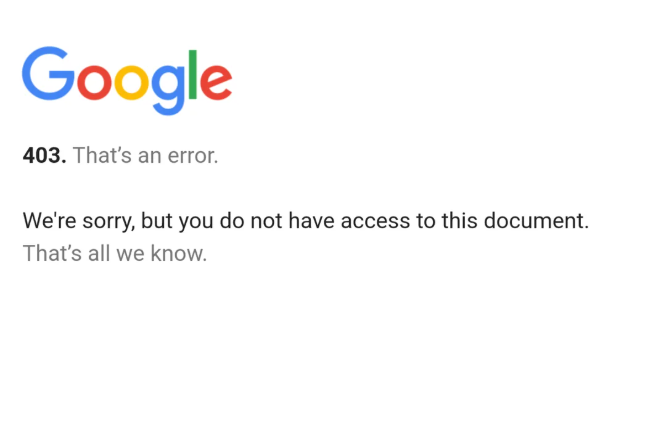 Google
403. That’s an error.
We're sorry, but you do not have access to this document.
That’s all we know.